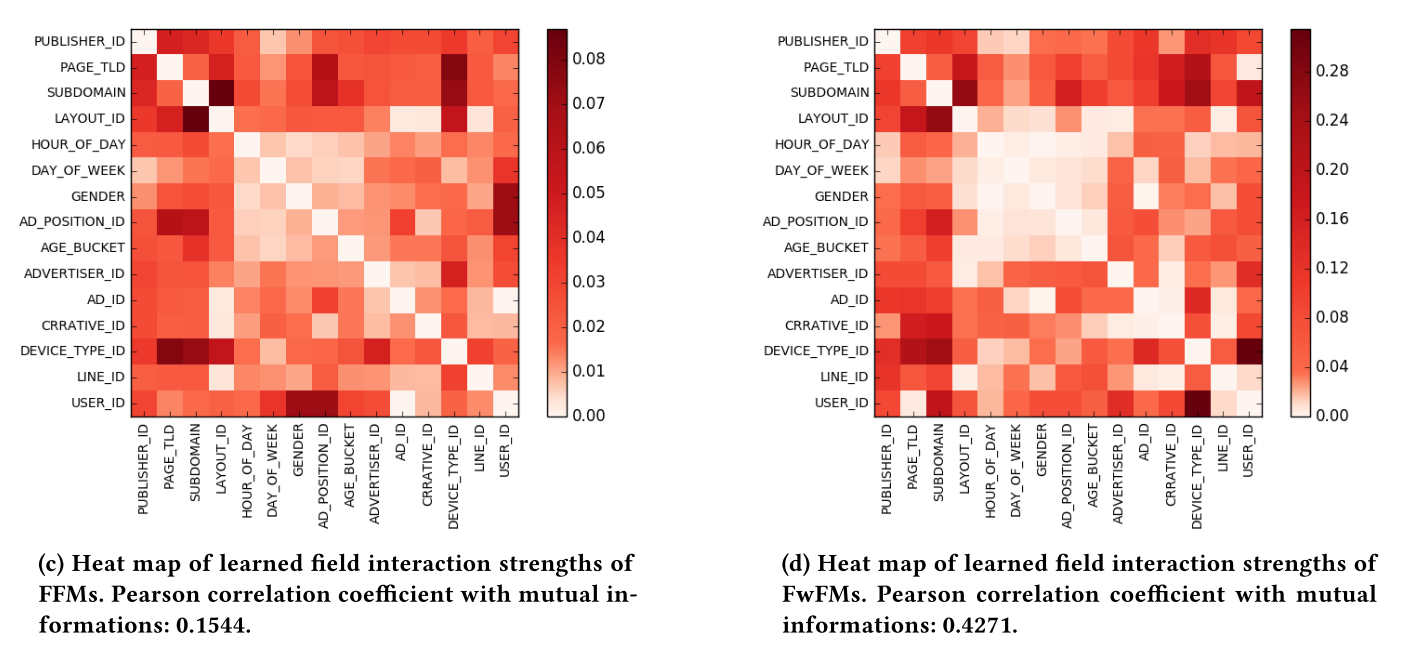 PUBLISHER_ID
PAGE_TLD
SUBDOMAIN
LAYOUT_ID
HOUR_OF_DAY
DAY_OF_WEEK
GENDER
AD_POSITION_ID
AGE_BUCKET
ADVERTISER_ID
AD_ID
CRRATIVE_ID
DEVICE_TYPE_ID
LINE_ID
USER_ID
PUBLISHER_ID
PAGE_TLD
SUBDOMAIN
LAYOUT_ID
HOUR_OF_DAY
DAY_OF_WEEK
GENDER
AD_POSITION_ID
AGE_BUCKET
ADVERTISER_ID
AD_ID
CRRATIVE_ID
DEVICE_TYPE_ID
LINE_ID
USER_ID
0.08
0.07
0.06
0.05
0.04
0.03
0.02
0.01
0.00
(c) Heat map of learned field interaction strengths of
FFMs. Pearson correlation coefficient with mutual in-
formations: 0.1544.
PUBLISHER_ID
PAGE_TLD
SUBDOMAIN
LAYOUT_ID
HOUR_OF_DAY
DAY_OF_WEEK
GENDER
AD_POSITION_ID
AGE_BUCKET
ADVERTISER_ID
AD_ID
CRRATIVE_ID
DEVICE_TYPE_ID
LINE_ID
USER_ID
PUBLISHER_ID
PAGE_TLD
SUBDOMAIN
LAYOUT_ID
HOUR_OF_DAY
DAY_OF_WEEK
GENDER
AD_POSITION_ID
AGE_BUCKET
ADVERTISER_ID
AD_ID
CRRATIVE_ID
DEVICE_TYPE_ID
LINE_ID
USER_ID
0.28
0.24
0.20
0.16
0.12
0.08
0.04
0.00
(d) Heat map of learned field interaction strengths of
FwFMs. Pearson correlation coefficient with mutual
informations: 0.4271.